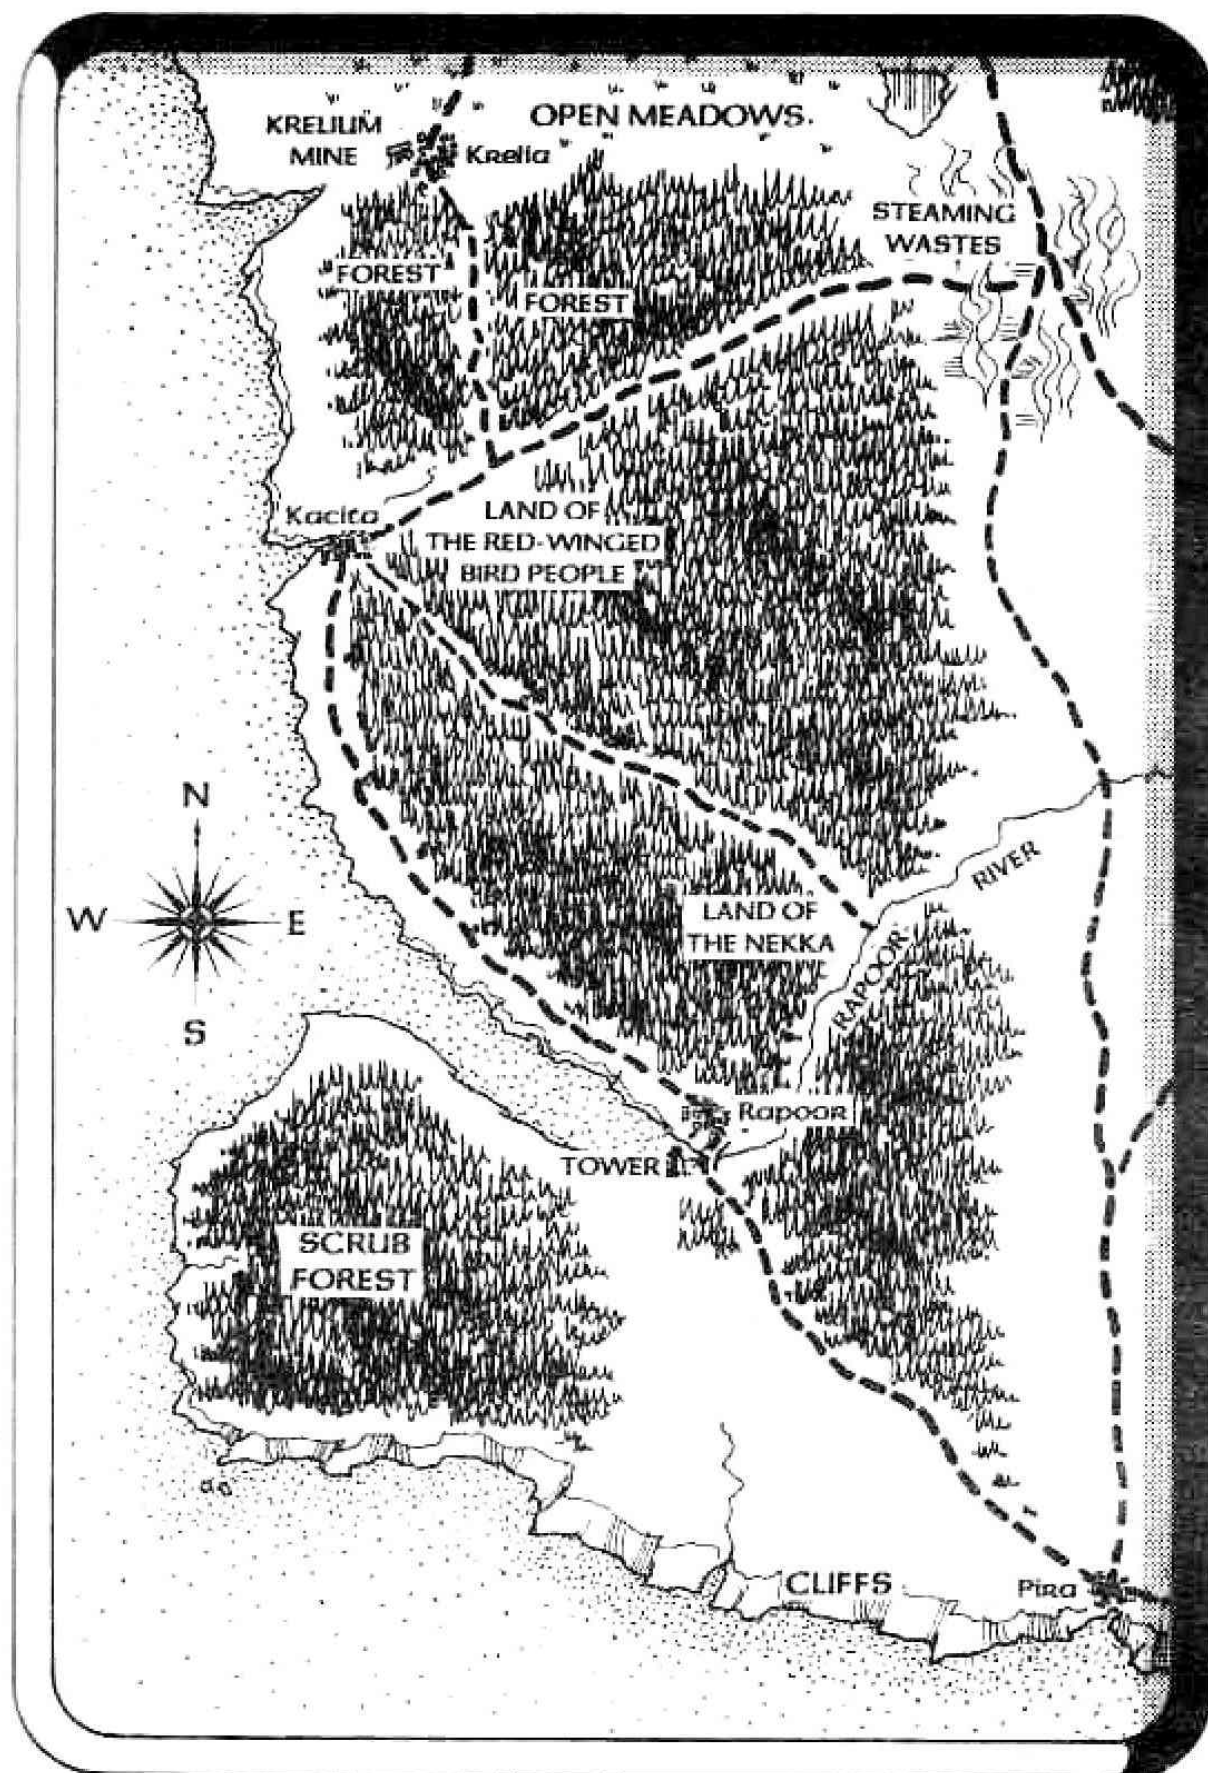 OPEN MEADOWS.
KRELIUM
MINE
Krelia
STEAMING
WASTES
FOREST
FOREST
Kacita
LAND OF
THE RED-WINGED
BIRD PEOPLE
N
W
E
S
RIVER
LAND OF
THE NEKKA
RAPOOR
Rapoor
TOWER
SCRUB
FOREST
CLIFFS
Pira